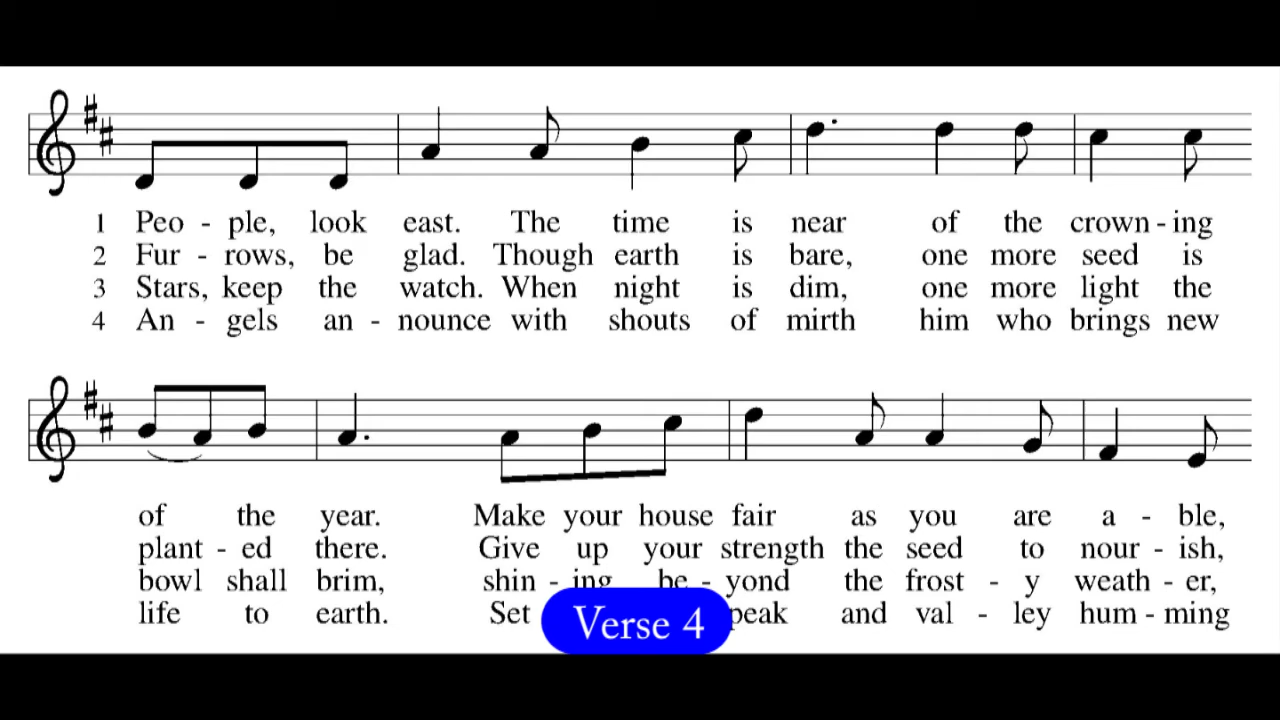 1 Peo - ple, look east. The time is near of the crown - ing
2 Fur - rows, be glad. Though earth is bare, one more seed is
3 Stars, keep the watch. When night is dim, one more light the
4 An - gels an - nounce with shouts of mirth him who brings new
of the year. Make your house fair as you are a - ble,
plant - ed there. Give up your strength the seed to nour - ish,
bowl shall brim, shin - ing be - yond the frost - y weath - er,
life to earth. Set peak and val - ley hum - ming
Verse 4